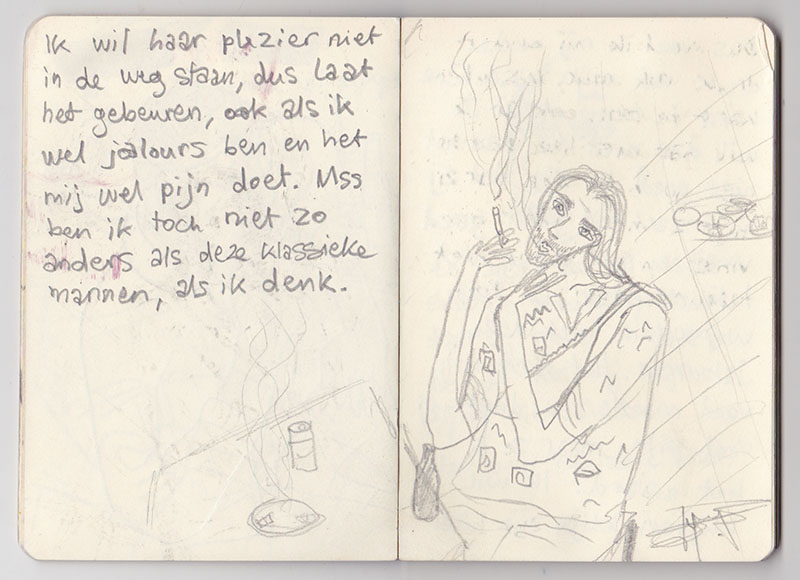 Ik wil haar plezier niet
in de weg staan, dus laat
het gebeuren, ook als ik
wel jealours ben en het
mij wel pijn doet. Mss
ben ik toch niet zo
anders als deze klassieke
mannen, als ik denk.